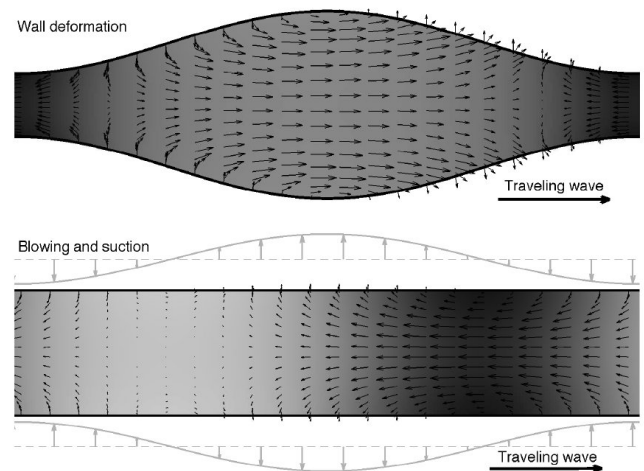 Wall deformation
Traveling wave
Blowing and suction
Traveling wave